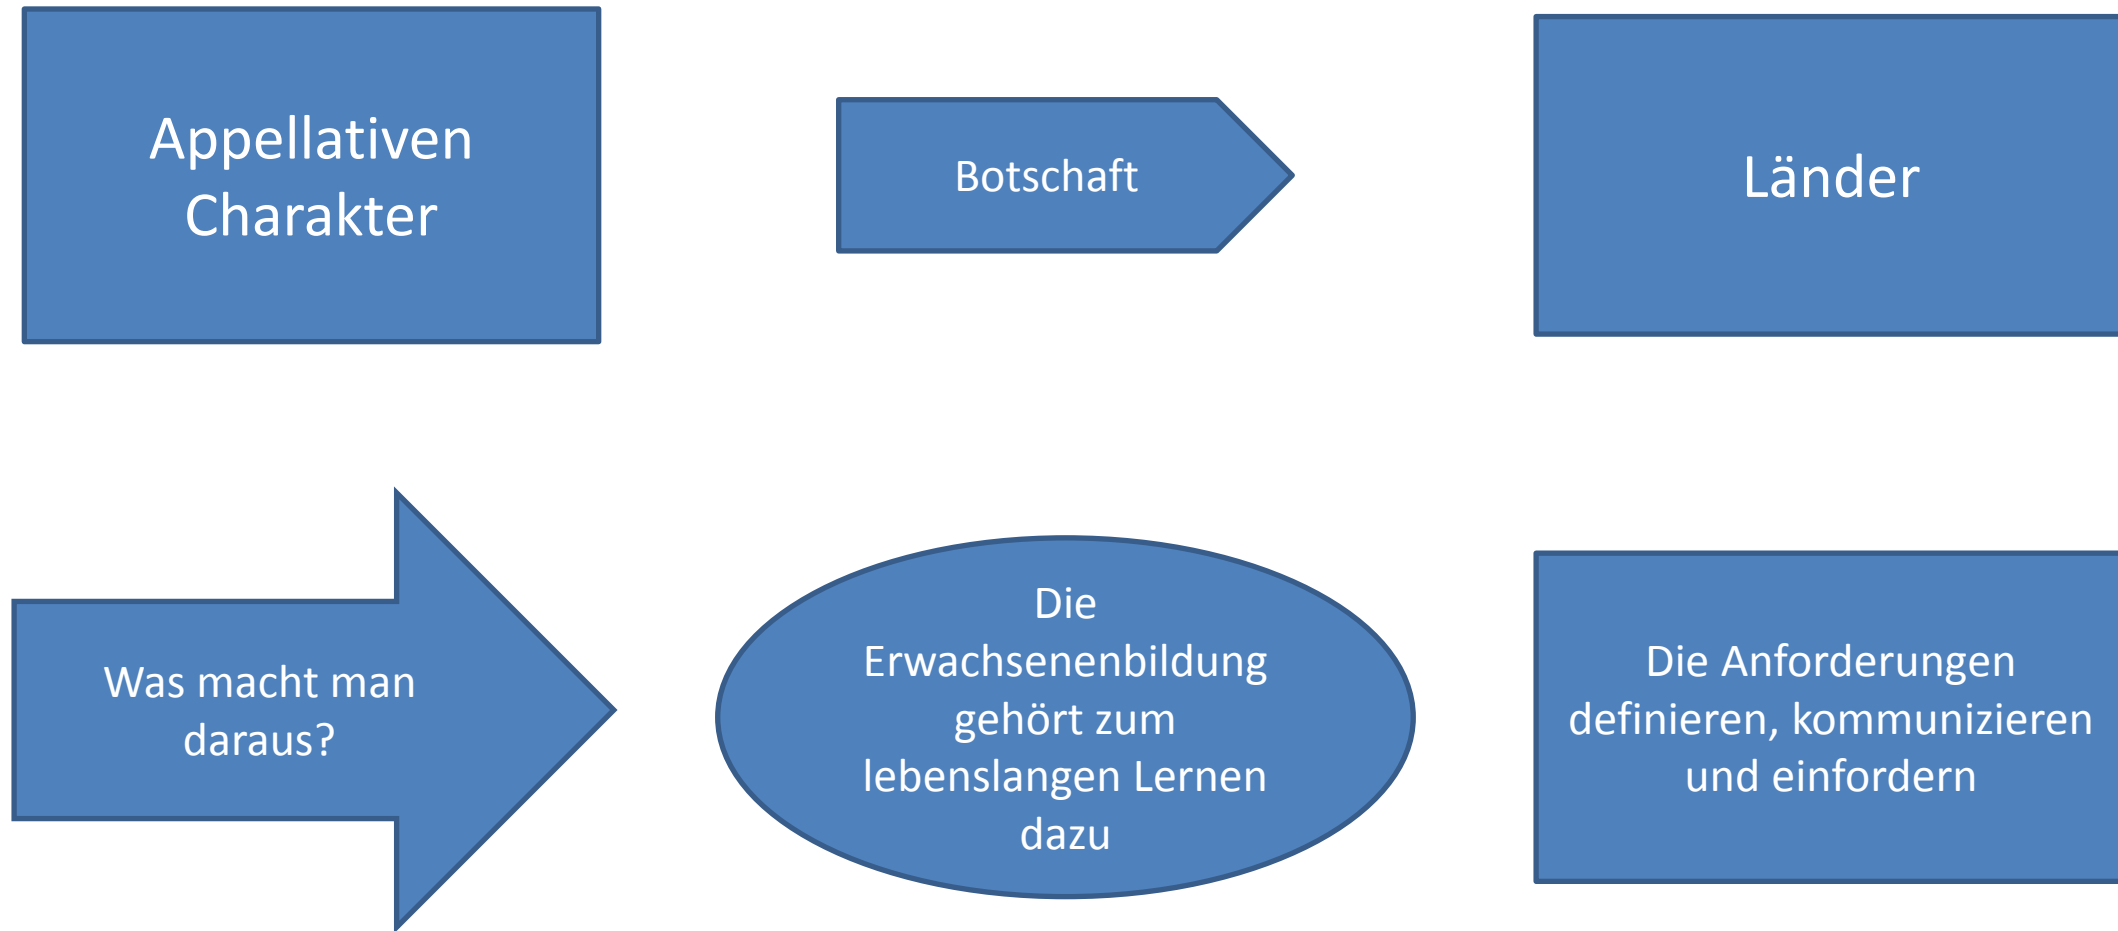 Appellativen
Charakter
Botschaft
Länder
Was macht man
daraus?
Die
Erwachsenenbildung
gehört zum
lebenslangen Lernen
dazu
Die Anforderungen
definieren, kommunizieren
und einfordern